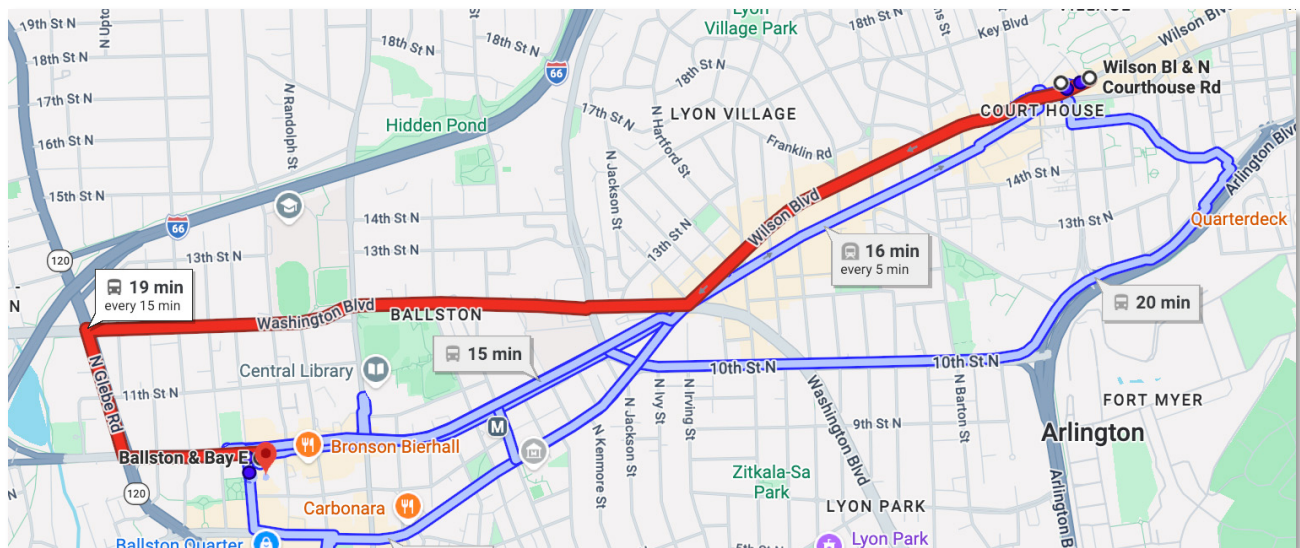 19th St N
N Upto
18th St N
18th St N
18th St N
17th St N
16th St N
15th St N
N Randolph St
Hidden Pond
66
66
14th St N
13th St N
13th St N
120
Lyon
Village Park
18th St N
17th St N
LYON VILLAGE
N Hartford St
N Jackson St
Franklin Rd
13th St N
Key Blvd
VILLAGE
Wilson Bl & N
Courthouse Rd
COURT HOUSE
14th St N
13th St N
Arlington Blvd
Quarterdeck
Wilson Blvd
16 min
every 5 min
20 min
19 min
every 15 min
N
N
Washington Blvd
BALLSTON
15 min
Central Library
N Glebe Rd
11th St N
M
10th St N
10th St N
N Ivy St
N Irving St
N Jackson St
N Kenmore St
Washington Blvd
9th St N
N Barton St
FORT MYER
Arlington
Arlington B
Ballston & Bay E
Bronson Bierhall
120
Carbonara
Zitkala-Sa
Park
LYON PARK
Lyon Park
5th St N
Ballston Quarter